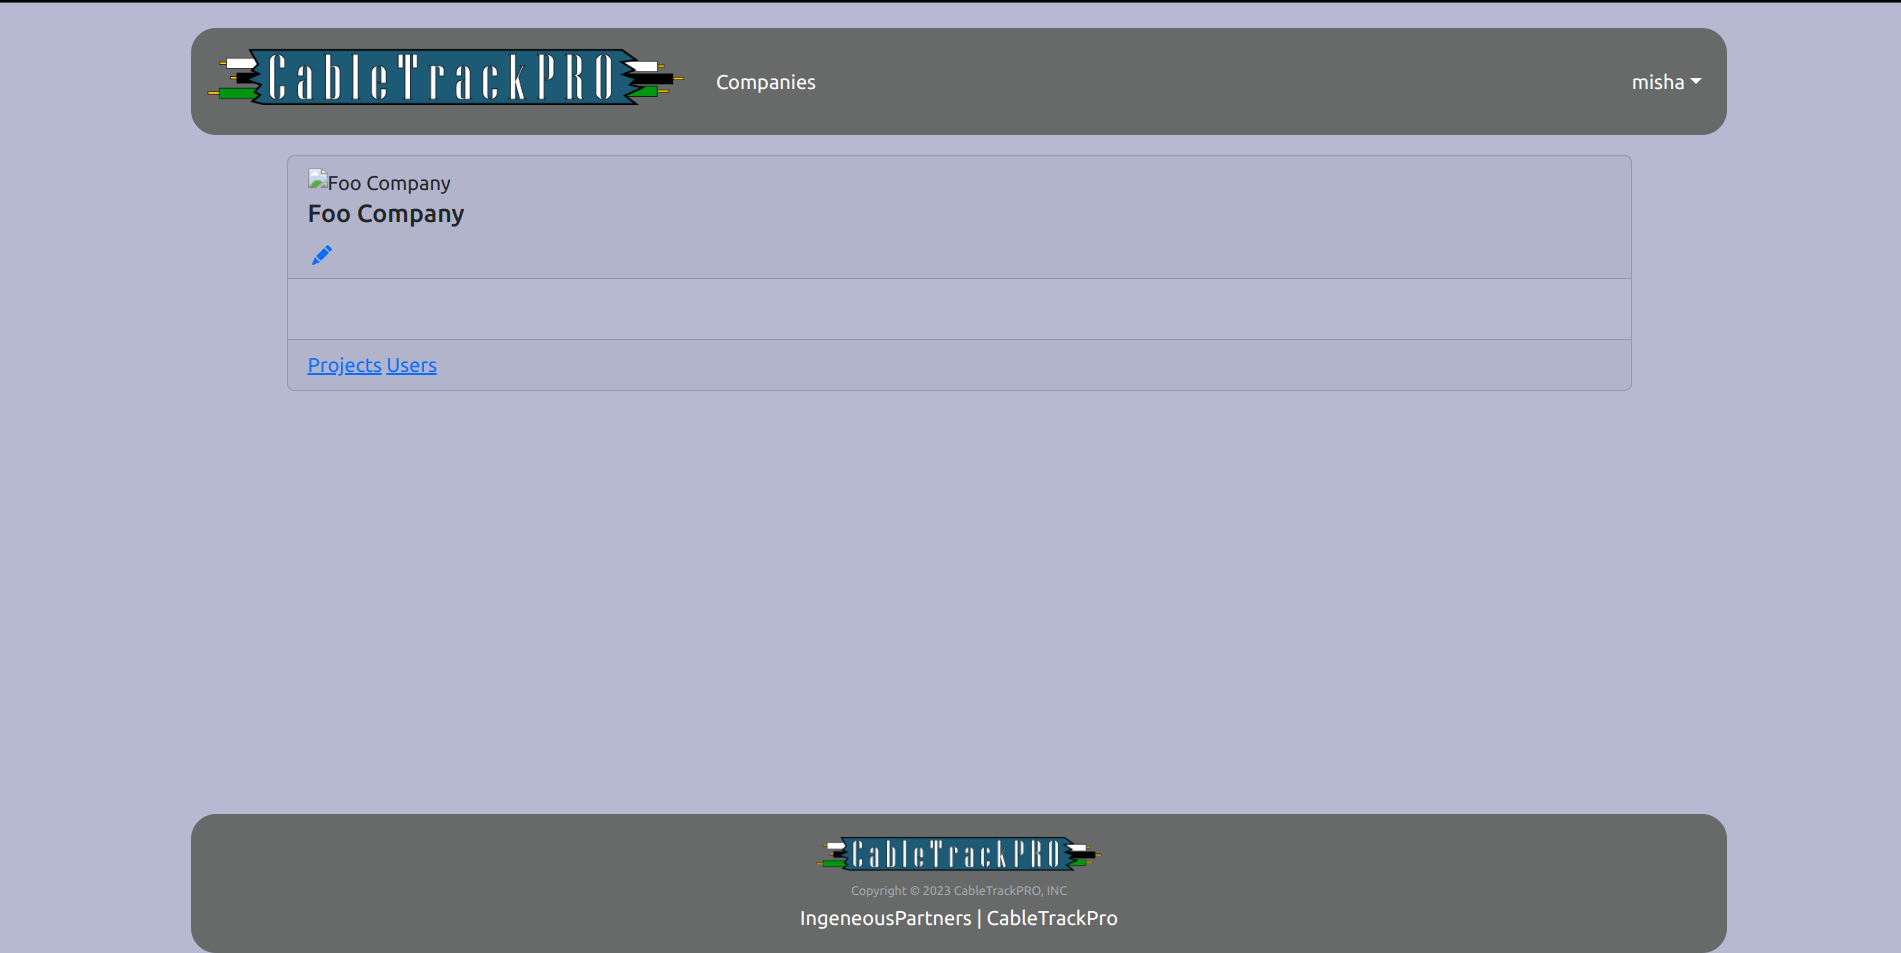 CableTrackPRO
Companies
misha
Foo Company
Foo Company
Projects Users
CableTrackPRO
Copyright © 2023 CableTrackPRO, INC
IngeneousPartners | CableTrackPro